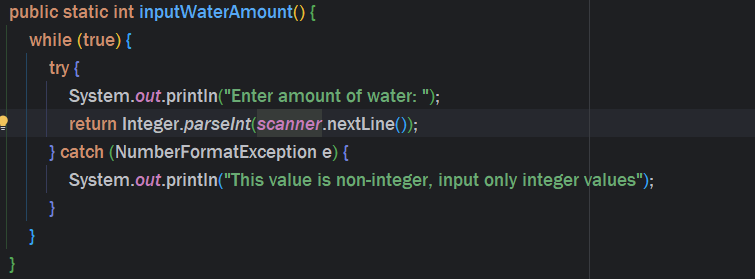 public static int inputWaterAmount() {
while (true) {
try {
System.out.println("Enter amount of water: ");
return Integer.parseInt(scanner.nextLine());
} catch (NumberFormatException e) {
System.out.println("This value is non-integer, input only integer values");
}
}
}